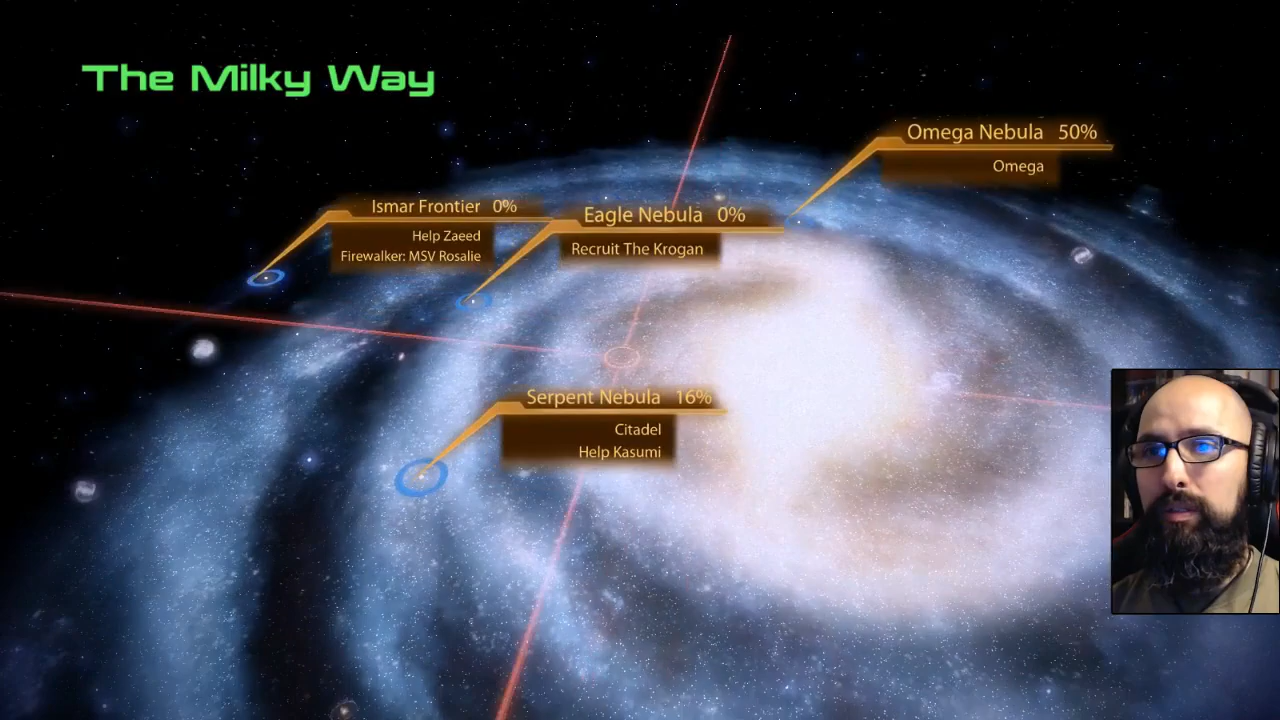 The Milky Way
Omega Nebula 50%
Omega
Ismar Frontier 0%
Help Zaeed
Firewalker: MSV Rosalie
Eagle Nebula 0%
Recruit The Krogan
Serpent Nebula 16%
Citadel
Help Kasumi